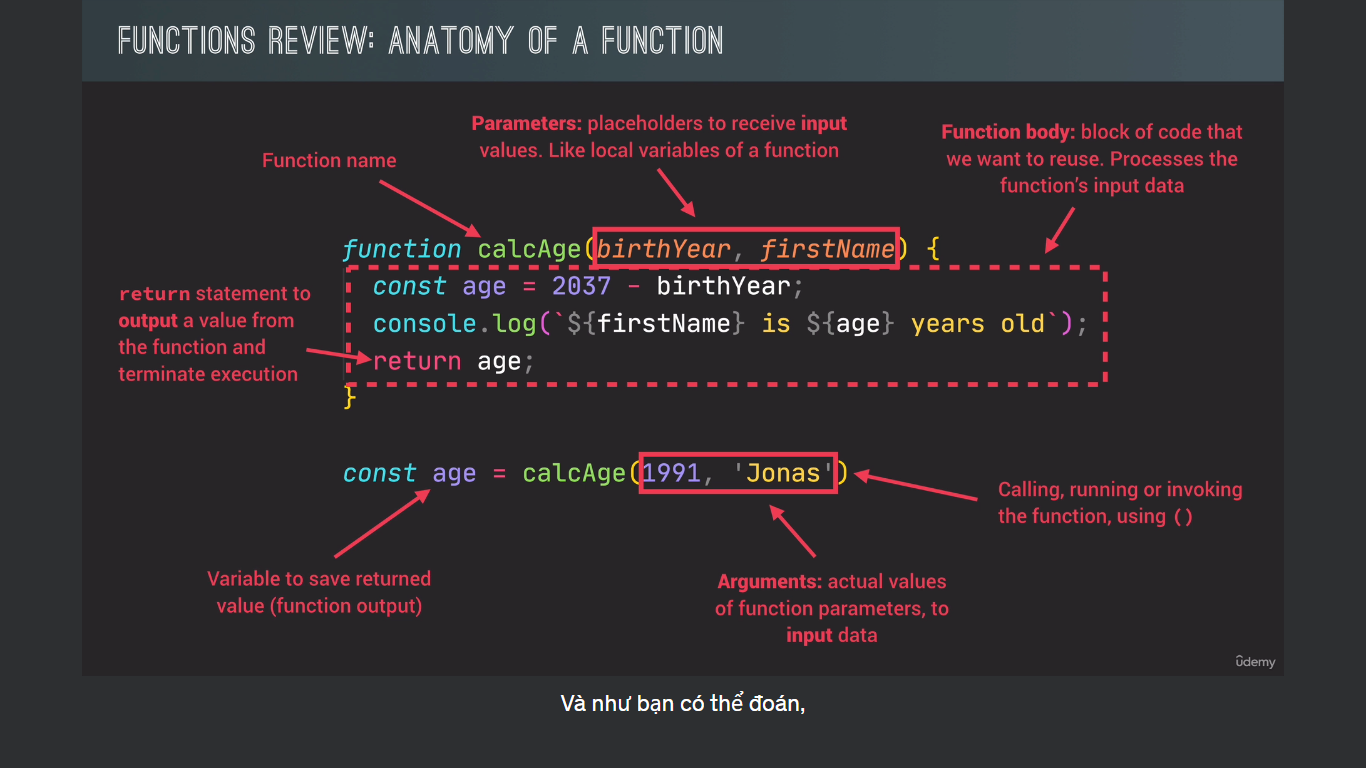 FUNCTIONS REVIEW: ANATOMY OF A FUNCTION
Function name
Parameters: placeholders to receive input
values. Like local variables of a function
Function body: block of code that
we want to reuse. Processes the
function's input data
function calcAge(birthYear, firstName) {
const age = 2037 - birthYear;
console.log(`${firstName} is ${age} years old`);
return age;
}
return statement to
output a value from
the function and
terminate execution
const age = calcAge(1991, 'Jonas')
Calling, running or invoking
the function, using ()
Variable to save returned
value (function output)
Arguments: actual values
of function parameters, to
input data
ûdemy
Và như bạn có thể đoán,